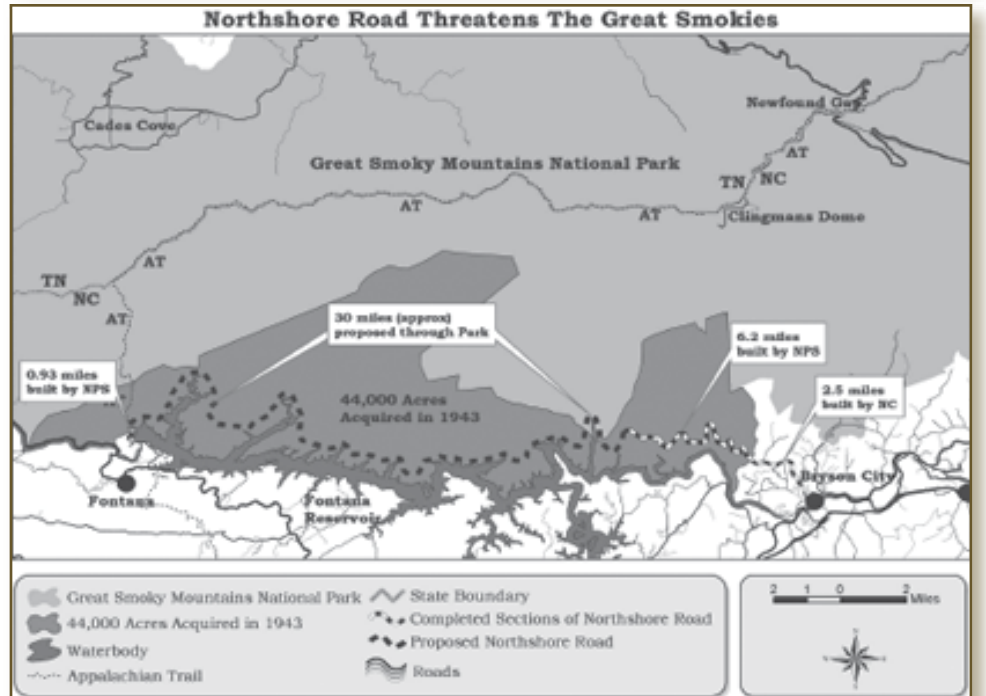 Northshore Road Threatens The Great Smokies
Newfound Gap
Cades Cove
AT
Great Smoky Mountains National Park
TN NC
AT
AT
Clingmans Dome
AT
TN
NC
AT
30 miles (approx)
proposed through Park
6.2 miles
built by NPS
0.93 miles
built by NPS
2.5 miles
built by NC
44,000 Acres
Acquired in 1943
Bryson City
Fontana
Fontana
Reservoir
Great Smoky Mountains National Park
State Boundary
44,000 Acres Acquired in 1943
Completed Sections of Northshore Road
Waterbody
Proposed Northshore Road
Appalachian Trail
Roads
2 1 0 2
Miles